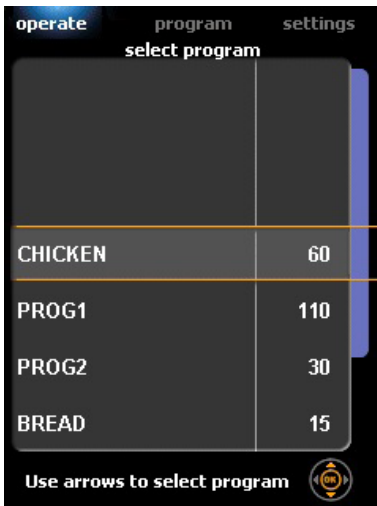 operate program settings
select program
CHICKEN 60
PROG1 110
PROG2 30
BREAD 15
Use arrows to select program OK